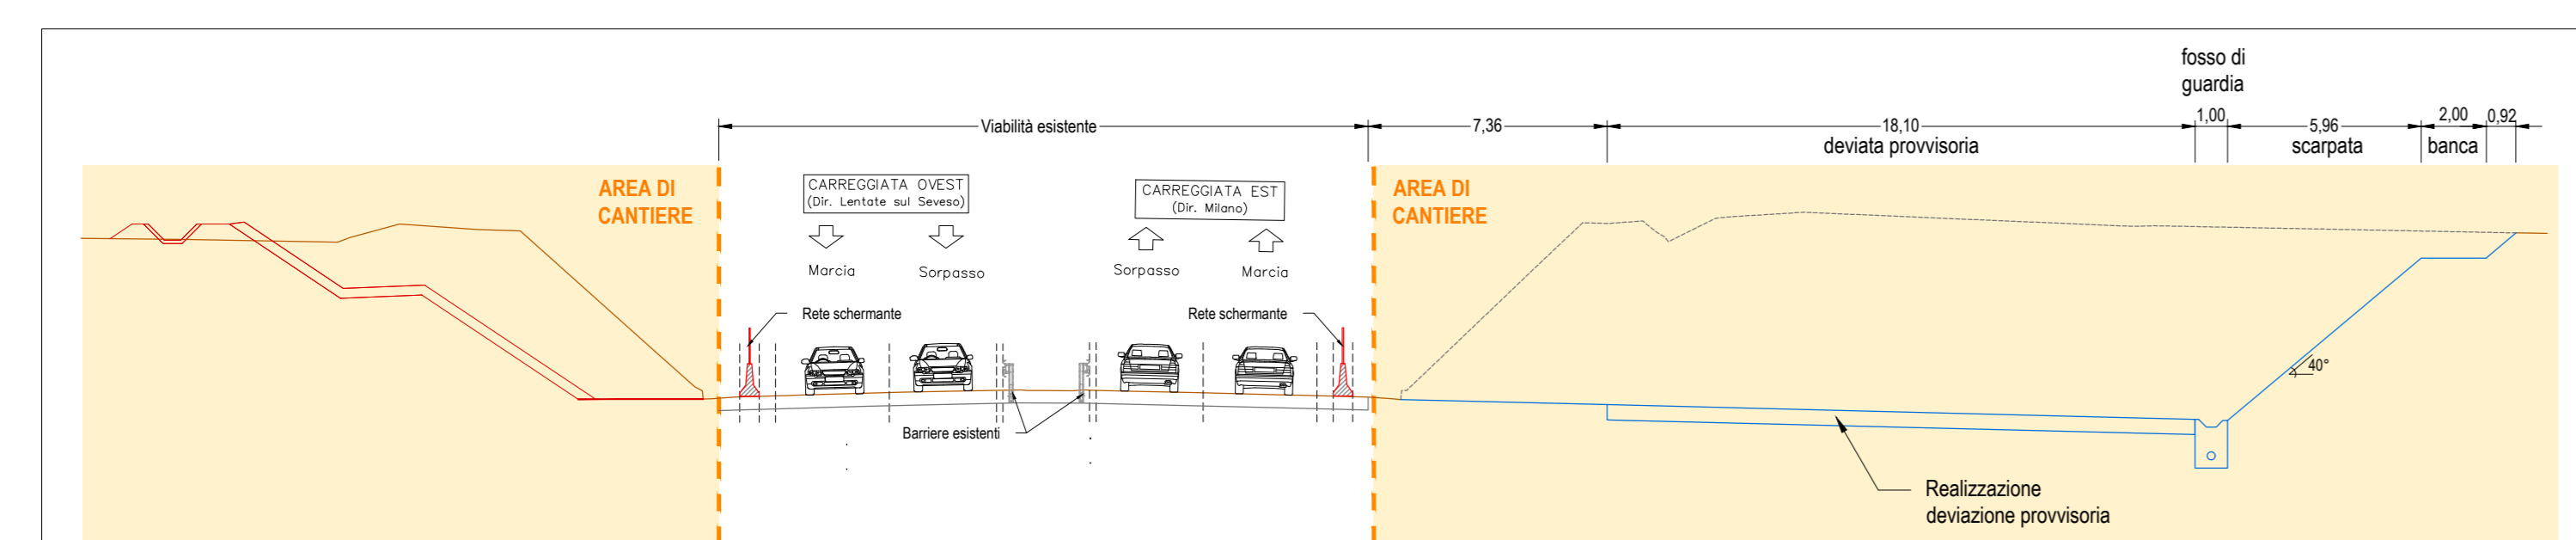 fosso di
guardia
Viabilità esistente
7,36
18,10
1,00
5,96
2,00
0,92
deviata provvisoria
scarpata
banca
AREA DI
CANTIERE
CARREGGIATA OVEST
(Dir. Lentate sul Seveso)
CARREGGIATA EST
(Dir. Milano)
AREA DI
CANTIERE
Marcia
Sorpasso
Sorpasso
Marcia
Rete schermante
Rete schermante
40°
Barriere esistenti
Realizzazione
deviazione provvisoria